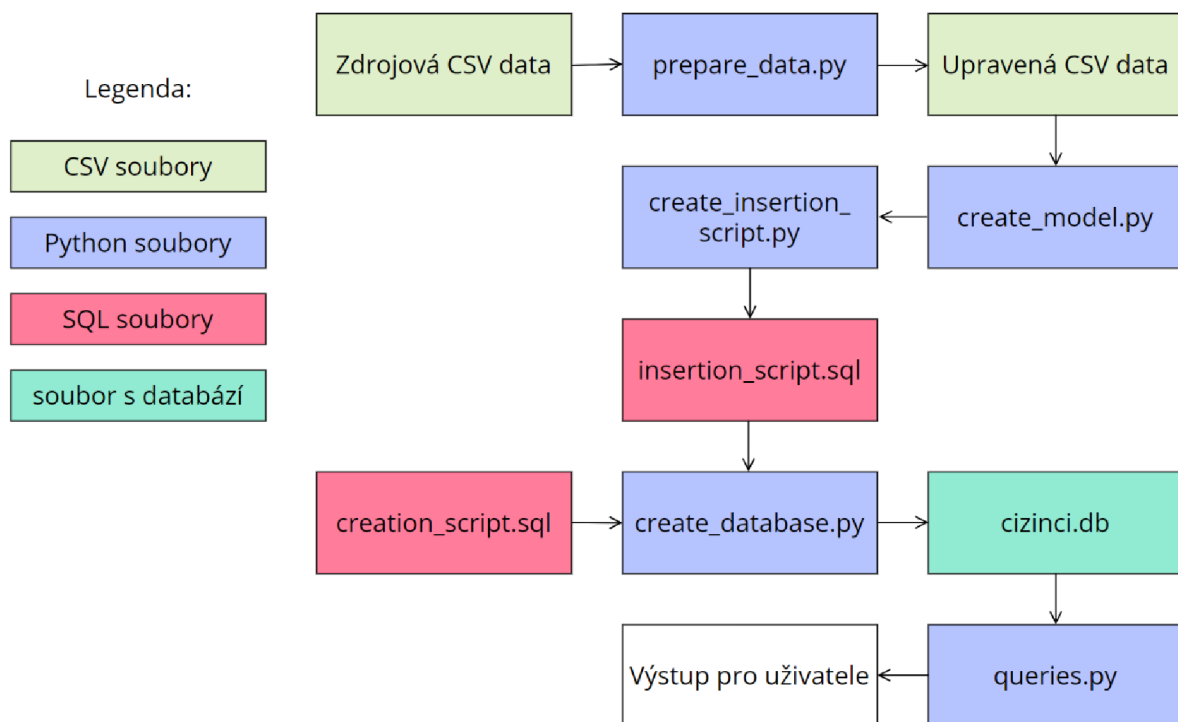 Legenda:
CSV soubory
Python soubory
SQL soubory
soubor s databází
Zdrojová CSV data
prepare_data.py
Upravená CSV data
create_insertion_
script.py
create_model.py
insertion_script.sql
creation_script.sql
create_database.py
cizinci.db
Výstup pro uživatele
queries.py